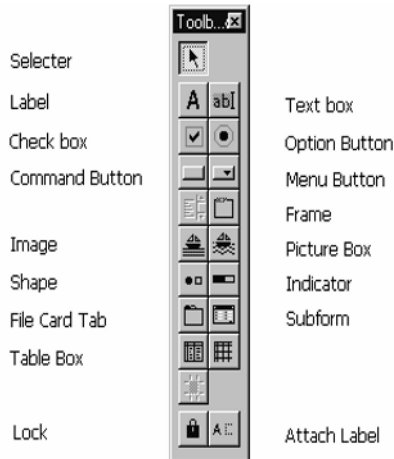 Toolb...
Selecter
Label
A
abI
Text box
Check box
Option Button
Command Button
Menu Button
Frame
Image
Picture Box
Shape
Indicator
File Card Tab
Subform
Table Box
Lock
A
Attach Label